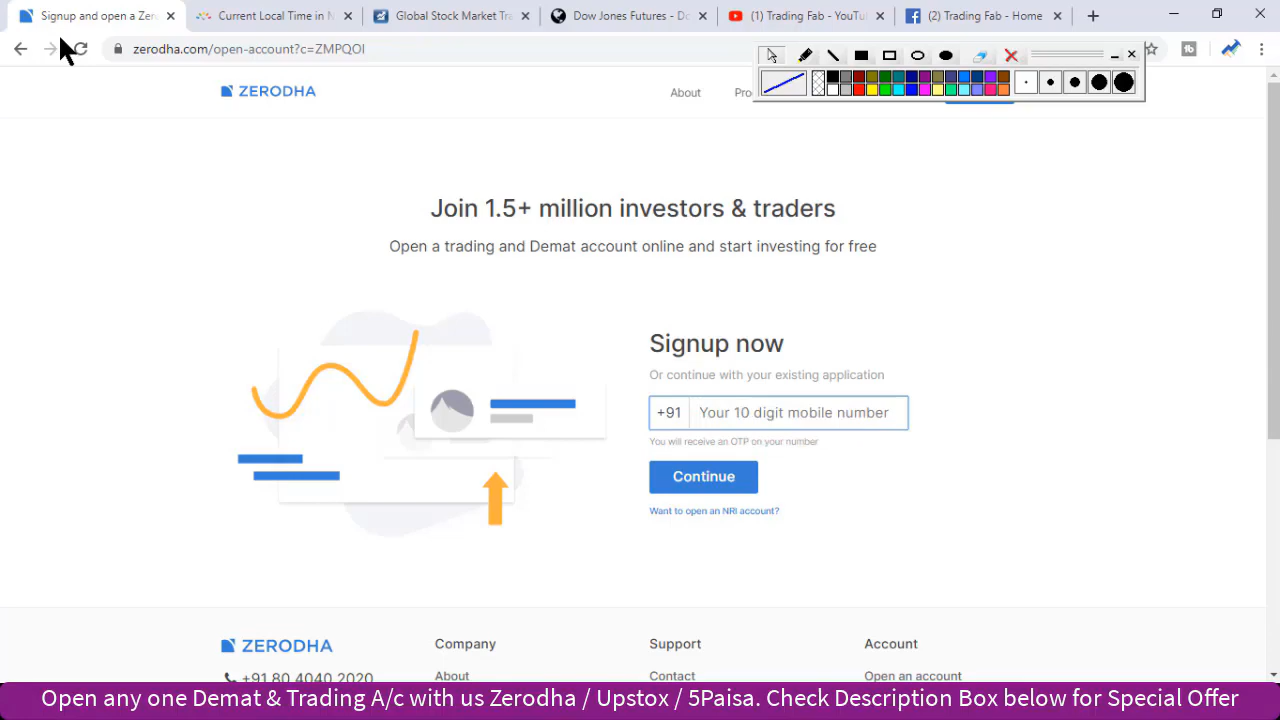 Signup and open a Zer
Current Local Time in N
Global Stock Market Tra
Dow Jones Futures - Do
(1) Trading Fab - YouTu
(2) Trading Fab - Home
zerodha.com/open-account?c=ZMPQOI
ZERODHA
About
Pro
Join 1.5+ million investors & traders
Open a trading and Demat account online and start investing for free
Signup now
Or continue with your existing application
+91 Your 10 digit mobile number
You will receive an OTP on your number
Continue
Want to open an NRI account?
ZERODHA
Company
Support
Account
+91 80 4040 2020
About
Contact
Open an account
Open any one Demat & Trading A/c with us Zerodha / Upstox / 5Paisa. Check Description Box below for Special Offer